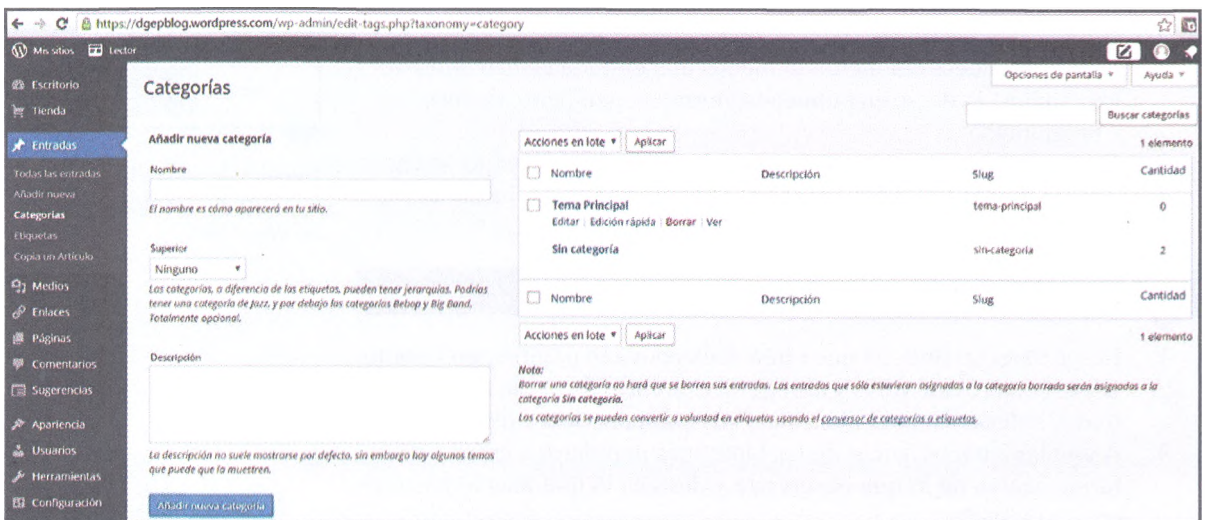 https://dgepblog.wordpress.com/wp-admin/edit-tags.php?taxonomy=category
Mis sitios Lector
Opciones de pantalla Ayuda
Escritorio
Tienda
Entradas
Todas las entradas
Añadir nueva
Categorías
Etiquetas
Copia un Artículo
Medios
Enlaces
Páginas
Comentarios
Sugerencias
Apariencia
Usuarios
Herramientas
Configuración
Categorías
Buscar categorías
Añadir nueva categoría
Nombre
El nombre es cómo aparecerá en tu sitio.
Superior
Ninguno
Las categorías, a diferencia de las etiquetas, pueden tener jerarquías. Podrías
tener una categoría de Jazz, y por debajo las categorías Bebop y Big Band.
Totalmente opcional.
Descripción
La descripción no suele mostrarse por defecto, sin embargo hay algunos temas
que puede que la muestren.
Añadir nueva categoría
Acciones en lote Aplicar 1 elemento
Nombre Descripción Slug Cantidad
Tema Principal tema-principal 0
Editar | Edición rápida | Borrar | Ver
Sin categoría sin-categoria 2
Nombre Descripción Slug Cantidad
Acciones en lote Aplicar 1 elemento
Nota:
Borrar una categoría no hará que se borren sus entradas. Las entradas que sólo estuvieran asignadas a la categoría borrada serán asignadas a la
categoría Sin categoría.
Las categorías se pueden convertir a voluntad en etiquetas usando el conversor de categorías a etiquetas.